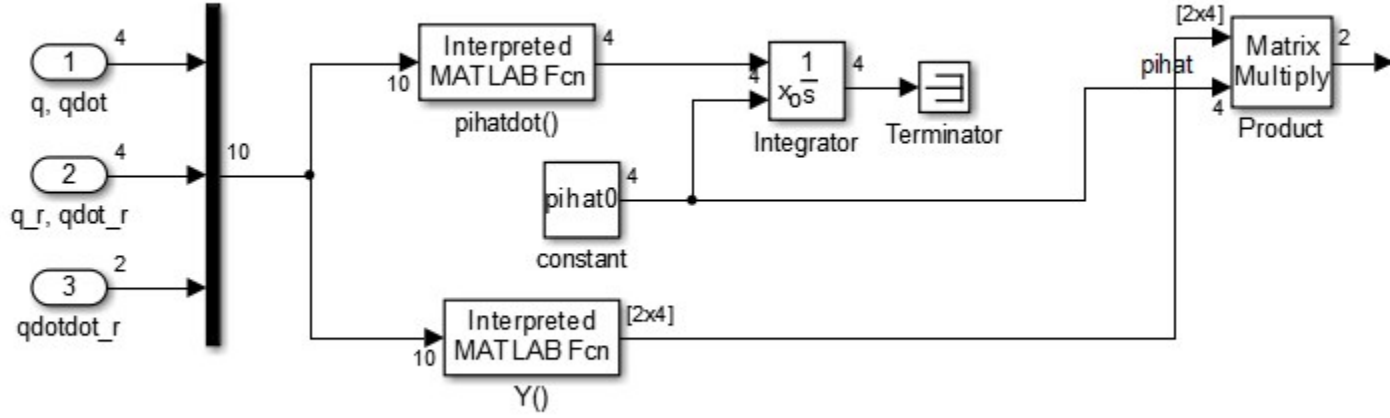 1
4
q, qdot
2
4
q_r, qdot_r
3
2
qdotdot_r
10
10
Interpreted
MATLAB Fcn
4
pihatdot()
4
1
x₀ s
4
Integrator
Terminator
pihat0
4
constant
10
Interpreted
MATLAB Fcn
[2x4]
Y()
[2x4]
pihat
4
Matrix
Multiply
2
Product